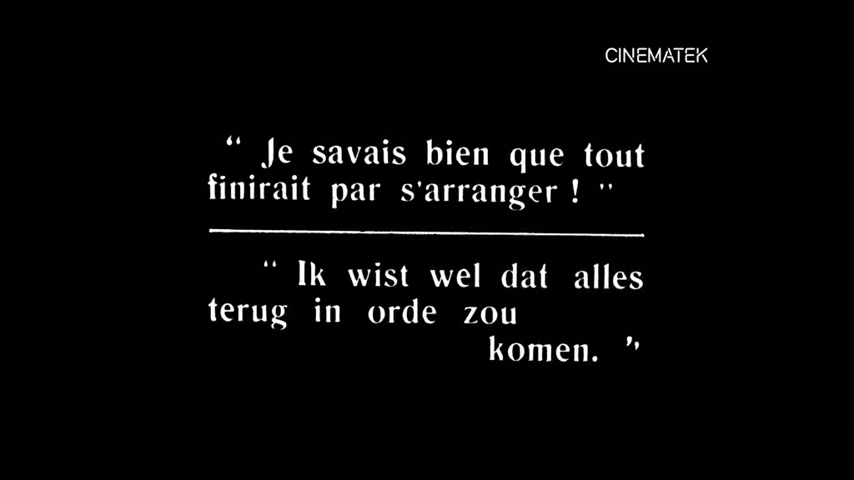 CINEMATEK
“ Je savais bien que tout
finirait par s'arranger ! ''
“ Ik wist wel dat alles
terug in orde zou
komen. ”